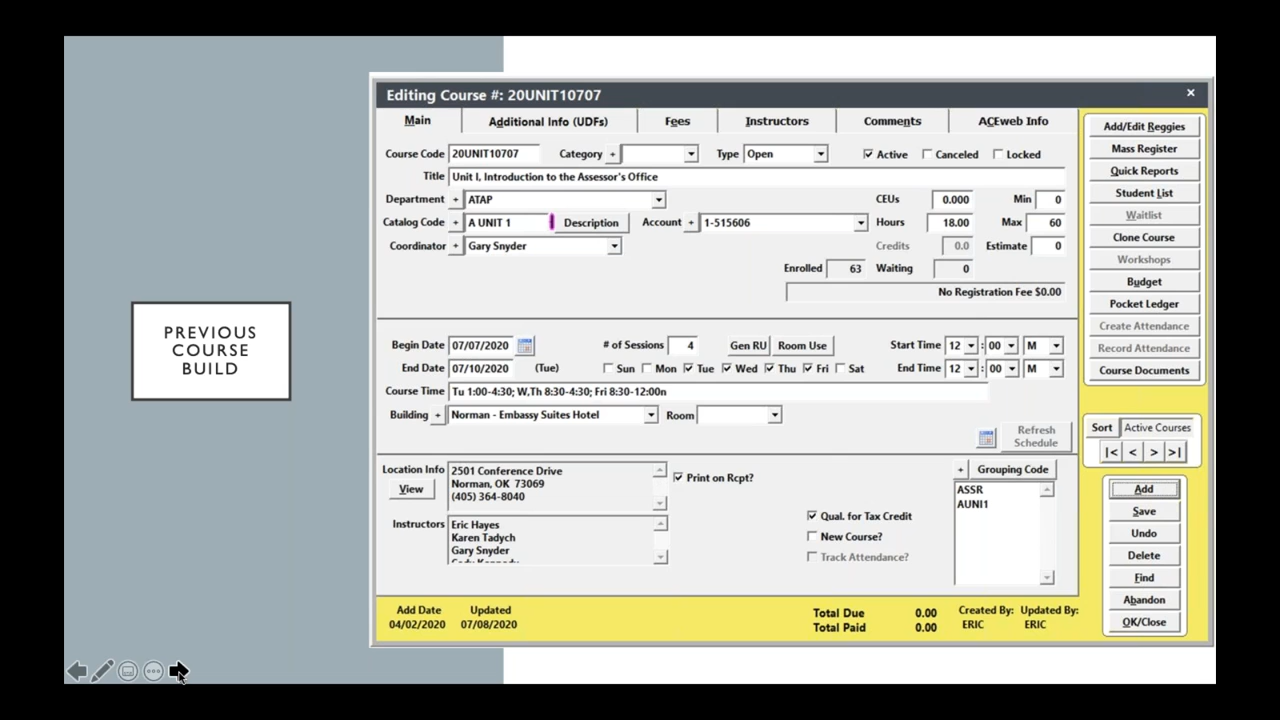 PREVIOUS
COURSE
BUILD
Editing Course #: 20UNIT10707
Main Additional Info (UDFs) Fees Instructors Comments ACEweb Info
Course Code 20UNIT10707 Category + Type Open Active Canceled Locked
Title Unit I, Introduction to the Assessor's Office
Department + ATAP CEUs 0.000 Min 0
Catalog Code + A UNIT 1 Description Account + 1-515606 Hours 18.00 Max 60
Coordinator + Gary Snyder Credits 0.0 Estimate 0
Enrolled 63 Waiting 0
No Registration Fee $0.00
Begin Date 07/07/2020 # of Sessions 4 Gen RU Room Use Start Time 12 : 00 M
End Date 07/10/2020 (Tue) Sun Mon Tue Wed Thu Fri Sat End Time 12 : 00 M
Course Time Tu 1:00-4:30; W,Th 8:30-4:30; Fri 8:30-12:00n
Building + Norman - Embassy Suites Hotel Room
Refresh
Schedule
Location Info 2501 Conference Drive
View Norman, OK 73069
(405) 364-8040
Print on Rcpt?
+ Grouping Code
ASSR
AUNI1
Instructors Eric Hayes
Karen Tadych
Gary Snyder
Qual. for Tax Credit
New Course?
Track Attendance?
Add Date Updated
04/02/2020 07/08/2020
Total Due 0.00
Total Paid 0.00
Created By: Updated By:
ERIC ERIC
Add/Edit Reggies
Mass Register
Quick Reports
Student List
Waitlist
Clone Course
Workshops
Budget
Pocket Ledger
Create Attendance
Record Attendance
Course Documents
Sort Active Courses
|< < > >|
Add
Save
Undo
Delete
Find
Abandon
OK/Close